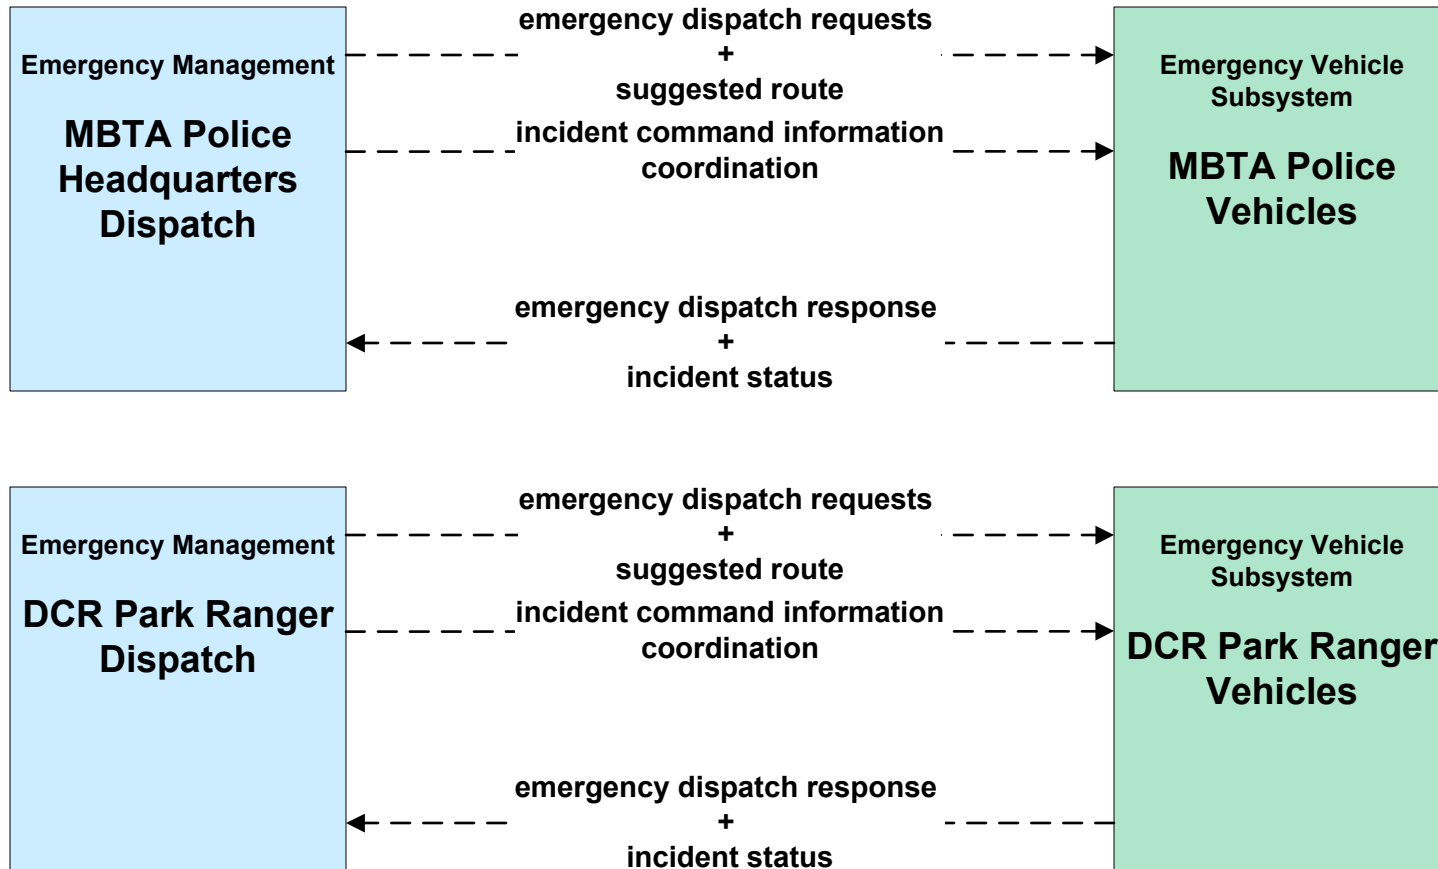 Emergency Management
MBTA Police
Headquarters
Dispatch
emergency dispatch requests
+
suggested route
incident command information
coordination
emergency dispatch response
+
incident status
Emergency Vehicle
Subsystem
MBTA Police
Vehicles
Emergency Management
DCR Park Ranger
Dispatch
emergency dispatch requests
+
suggested route
incident command information
coordination
emergency dispatch response
+
incident status
Emergency Vehicle
Subsystem
DCR Park Ranger
Vehicles